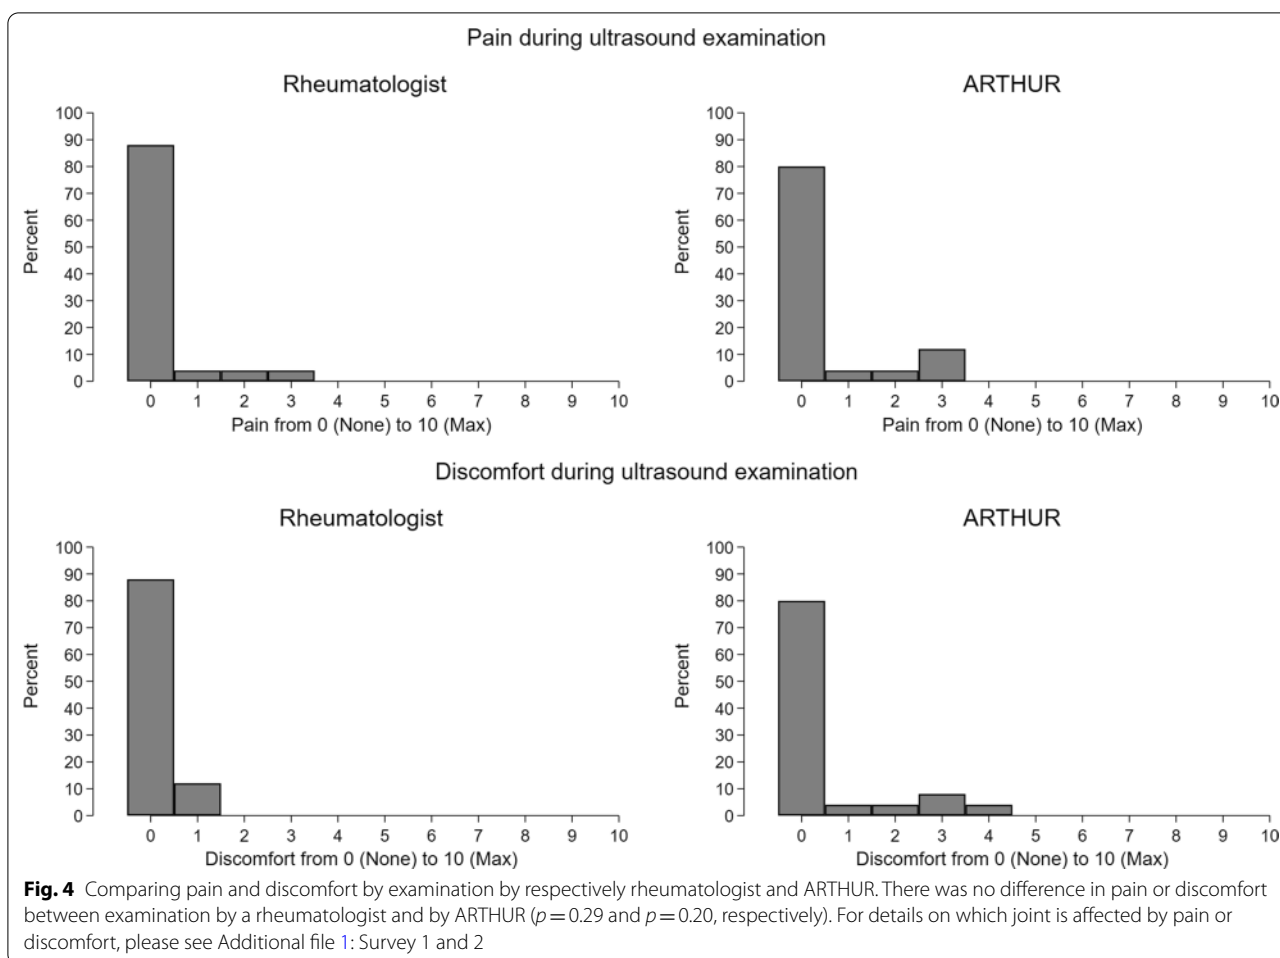 Pain during ultrasound examination
Rheumatologist
100
90
80
70
60
50
40
30
20
10
0
Percent
0 1 2 3 4 5 6 7 8 9 10
Pain from 0 (None) to 10 (Max)
ARTHUR
100
90
80
70
60
50
40
30
20
10
0
Percent
0 1 2 3 4 5 6 7 8 9 10
Pain from 0 (None) to 10 (Max)
Discomfort during ultrasound examination
Rheumatologist
100
90
80
70
60
50
40
30
20
10
0
Percent
0 1 2 3 4 5 6 7 8 9 10
Discomfort from 0 (None) to 10 (Max)
ARTHUR
100
90
80
70
60
50
40
30
20
10
0
Percent
0 1 2 3 4 5 6 7 8 9 10
Discomfort from 0 (None) to 10 (Max)
Fig. 4 Comparing pain and discomfort by examination by respectively rheumatologist and ARTHUR. There was no difference in pain or discomfort
between examination by a rheumatologist and by ARTHUR (p = 0.29 and p = 0.20, respectively). For details on which joint is affected by pain or
discomfort, please see Additional file 1: Survey 1 and 2